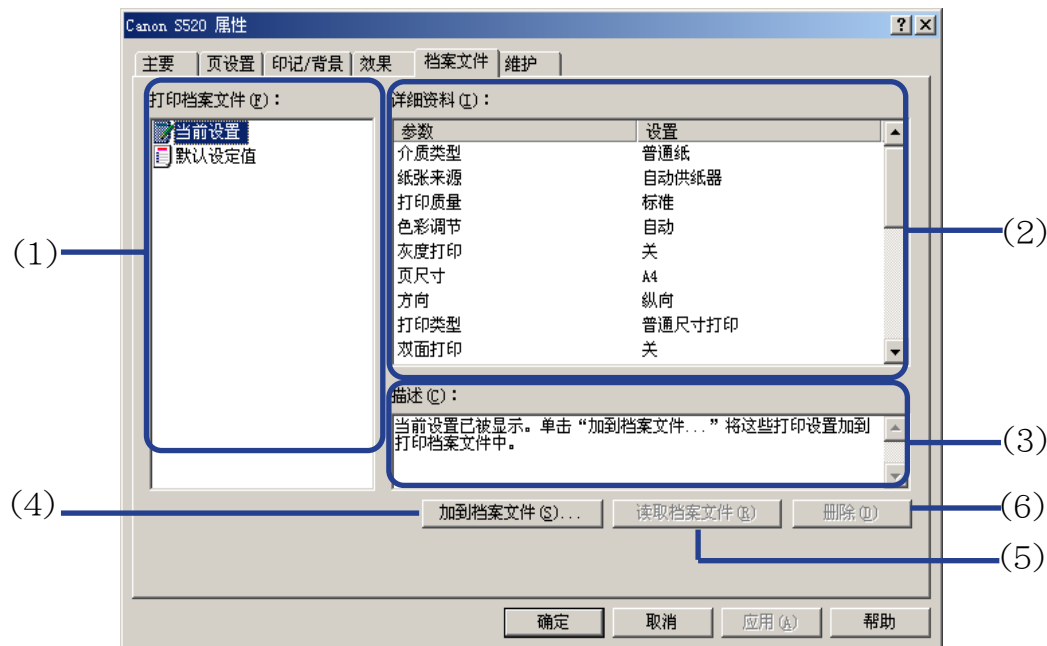 Canon S520 属性
主要 页设置 印记/背景 效果 档案文件 维护
打印档案文件(F):
当前设置
默认设定值
详细资料(I):
参数 设置
介质类型 普通纸
纸张来源 自动供纸器
打印质量 标准
色彩调节 自动
灰度打印 关
页尺寸 A4
方向 纵向
打印类型 普通尺寸打印
双面打印 关
描述(C):
当前设置已被显示。单击“加到档案文件...”将这些打印设置加到
打印档案文件中。
加到档案文件(S)... 读取档案文件(R) 删除(D)
确定 取消 应用(A) 帮助
(1)
(2)
(3)
(4)
(6)
(5)